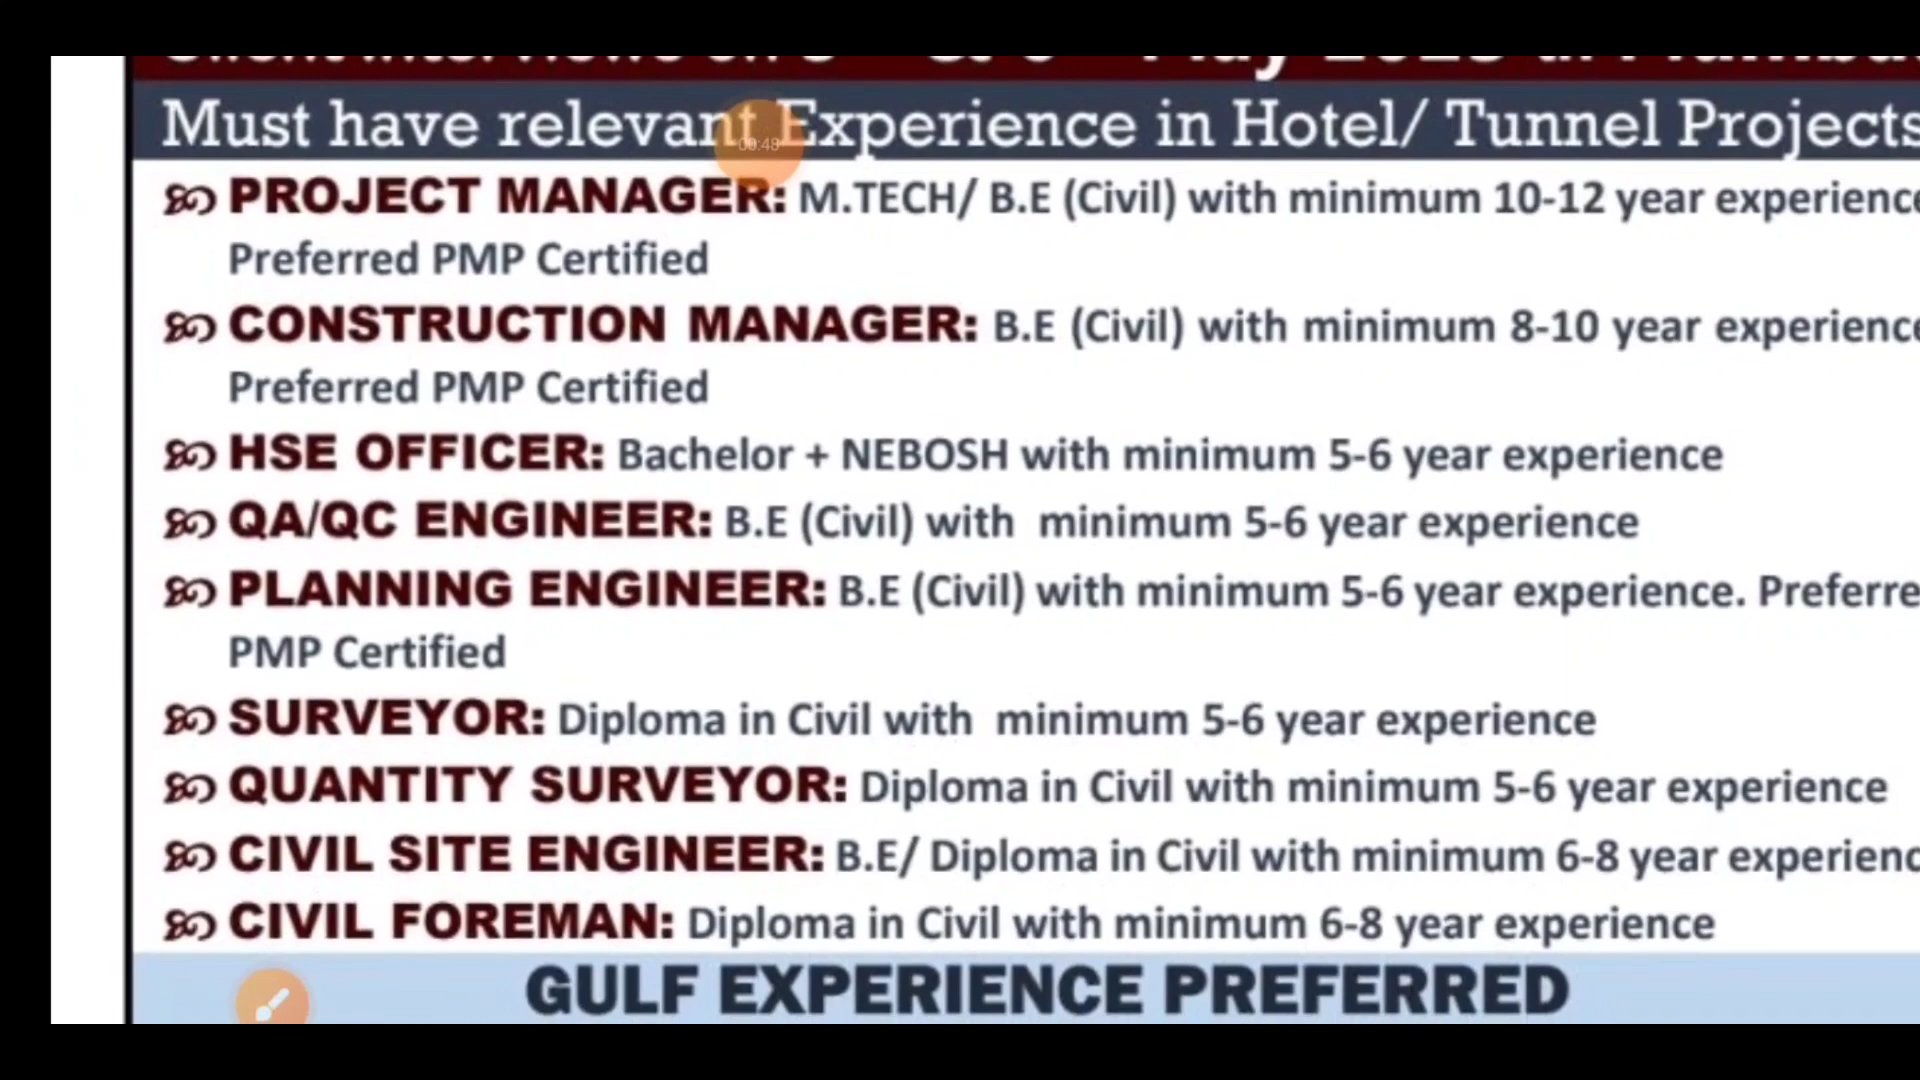 Must have relevant Experience in Hotel/ Tunnel Projects
00:48
PROJECT MANAGER: M.TECH/ B.E (Civil) with minimum 10-12 year experience
Preferred PMP Certified
CONSTRUCTION MANAGER: B.E (Civil) with minimum 8-10 year experience
Preferred PMP Certified
HSE OFFICER: Bachelor + NEBOSH with minimum 5-6 year experience
QA/QC ENGINEER: B.E (Civil) with minimum 5-6 year experience
PLANNING ENGINEER: B.E (Civil) with minimum 5-6 year experience. Preferre
PMP Certified
SURVEYOR: Diploma in Civil with minimum 5-6 year experience
QUANTITY SURVEYOR: Diploma in Civil with minimum 5-6 year experience
CIVIL SITE ENGINEER: B.E/ Diploma in Civil with minimum 6-8 year experienc
CIVIL FOREMAN: Diploma in Civil with minimum 6-8 year experience
GULF EXPERIENCE PREFERRED